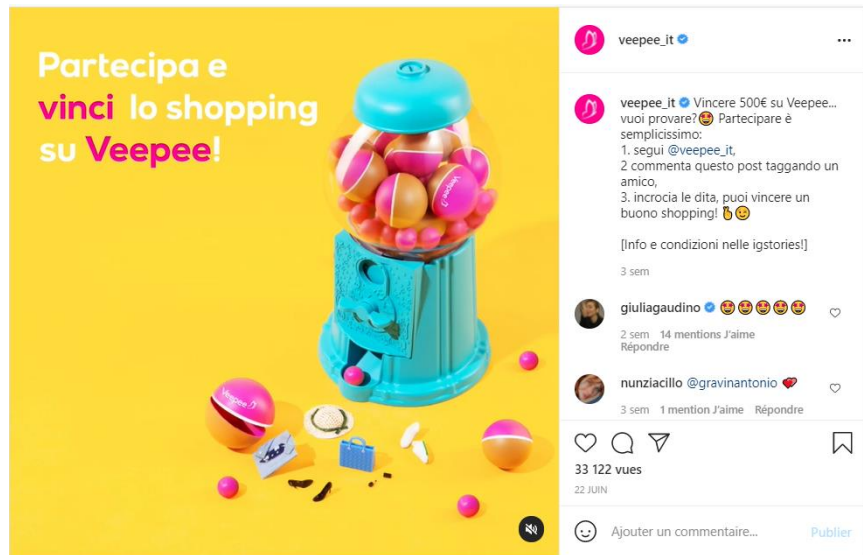 Partecipa e
vinci lo shopping
su Veepee!
Veepee
Veepee
veepee_it
veepee_it Vincere 500€ su Veepee...
vuoi provare?🤩 Partecipare è
semplicissimo:
1. segui @veepee_it,
2 commenta questo post taggando un
amico,
3. incrocia le dita, puoi vincere un
buono shopping! 🤞😉
[Info e condizioni nelle igstories!]
3 sem
giuliagaudino 🤩🤩🤩🤩🤩
2 sem 14 mentions J'aime
Répondre
nunziacillo @gravinantonio 💕
3 sem 1 mention J'aime Répondre
33 122 vues
22 JUIN
Ajouter un commentaire... Publier